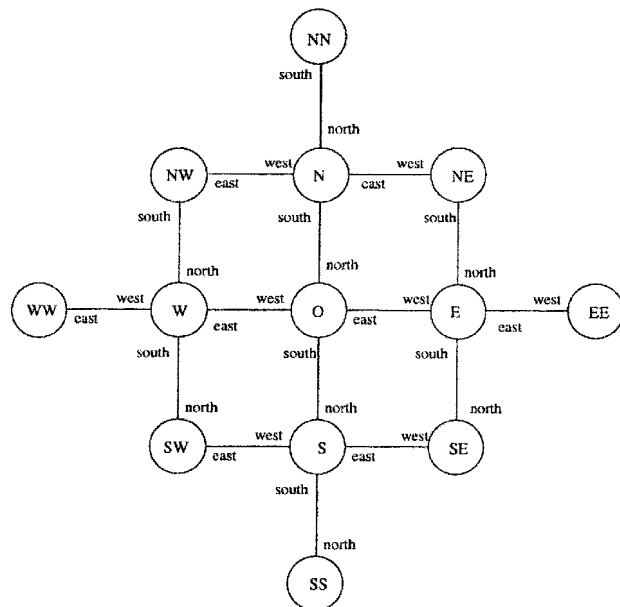 NN
south
north
west west
NW N NE
east cast
south south south
north north north
west west west west
WW W O E EE
east east east east
south south south
north north north
west west
SW S SE
east east
south
north
SS